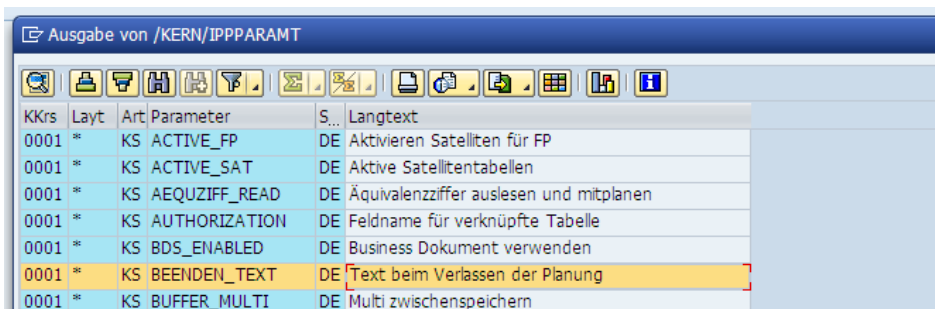 Ausgabe von /KERN/IPPPARAMT
KKrs Layt Art Parameter S... Langtext
0001 * KS ACTIVE_FP DE Aktivieren Satelliten für FP
0001 * KS ACTIVE_SAT DE Aktive Satellitentabellen
0001 * KS AEQUZIFF_READ DE Äquivalenzziffer auslesen und mitplanen
0001 * KS AUTHORIZATION DE Feldname für verknüpfte Tabelle
0001 * KS BDS_ENABLED DE Business Dokument verwenden
0001 * KS BEENDEN_TEXT DE Text beim Verlassen der Planung
0001 * KS BUFFER_MULTI DE Multi zwischenspeichern